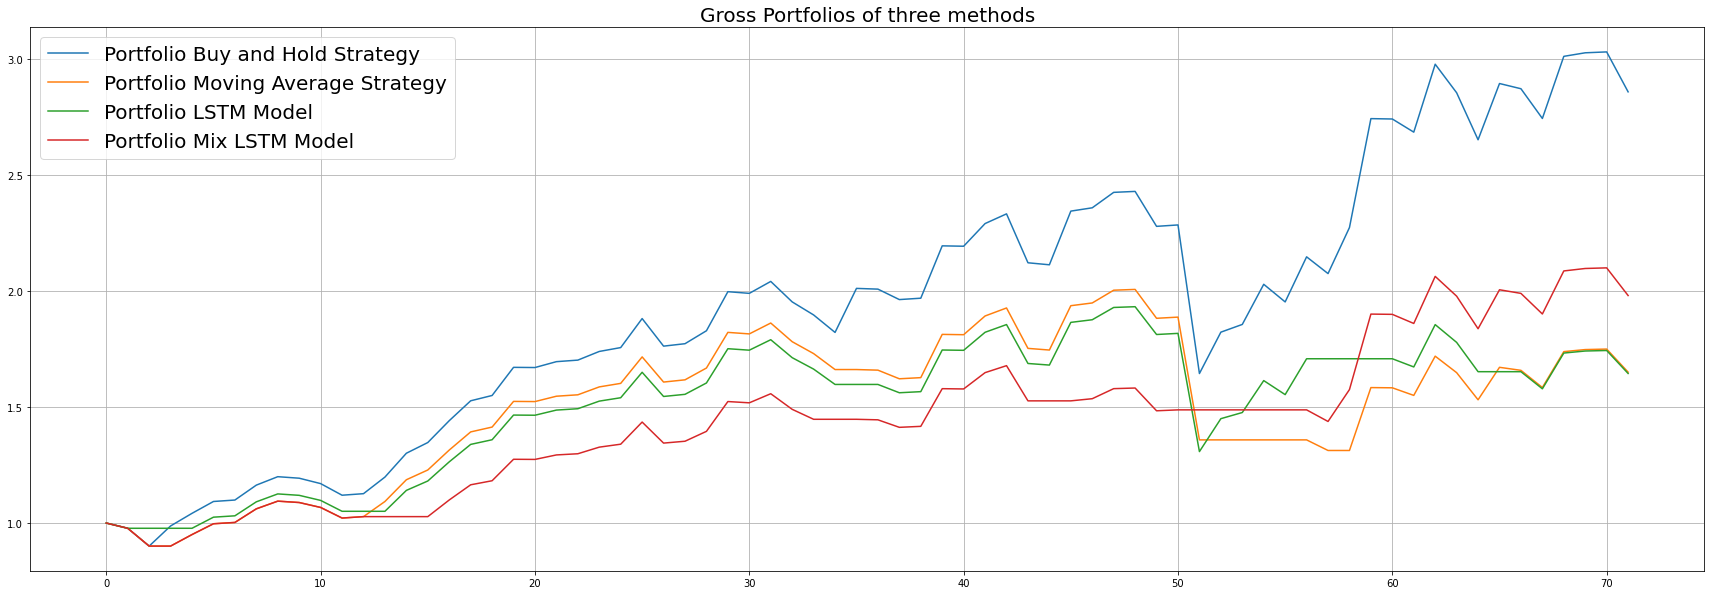 Gross Portfolios of three methods
Portfolio Buy and Hold Strategy
Portfolio Moving Average Strategy
Portfolio LSTM Model
Portfolio Mix LSTM Model
3.0
2.5
2.0
1.5
1.0
0 10 20 30 40 50 60 70